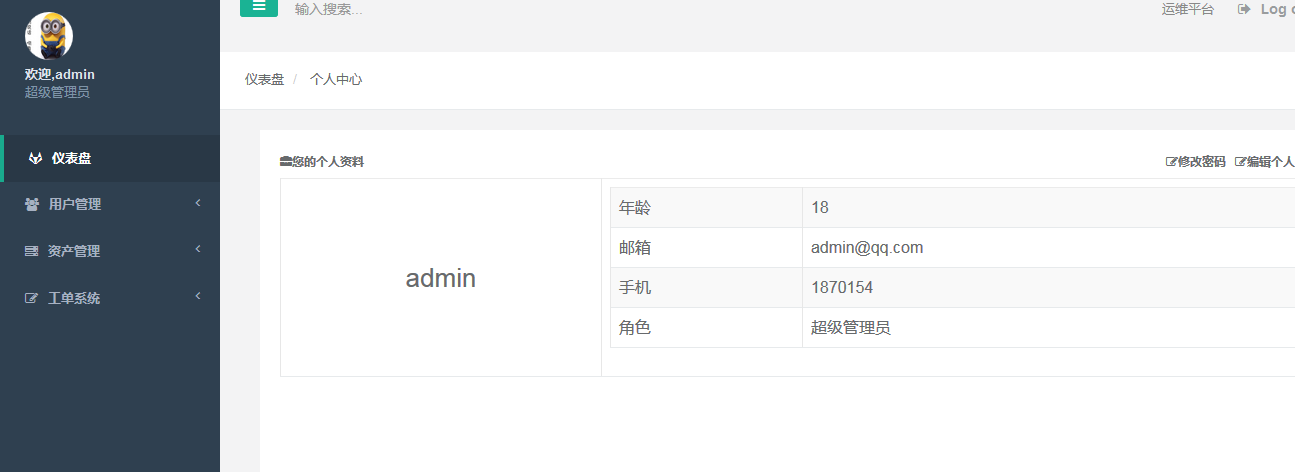 欢迎,admin
超级管理员
仪表盘
用户管理
资产管理
工单系统
输入搜索...
运维平台 Log
仪表盘 / 个人中心
您的个人资料
修改密码 编辑个人
admin
年龄 18
邮箱 admin@qq.com
手机 1870154
角色 超级管理员